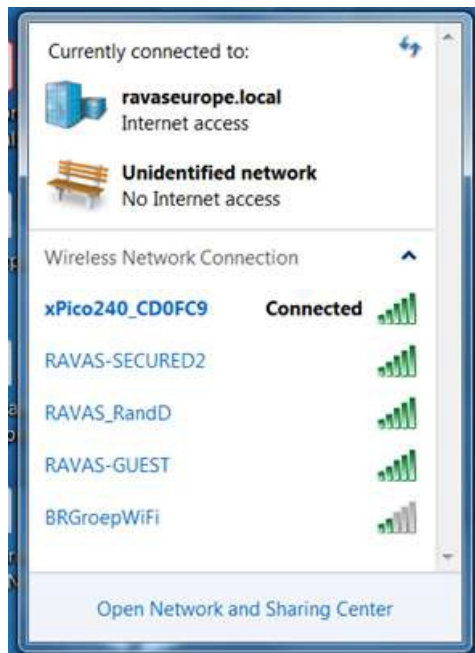 Currently connected to:
ravaseurope.local
Internet access
Unidentified network
No Internet access
Wireless Network Connection
xPico240_CD0FC9 Connected
RAVAS-SECURED2
RAVAS_RandD
RAVAS-GUEST
BRGroepWiFi
Open Network and Sharing Center